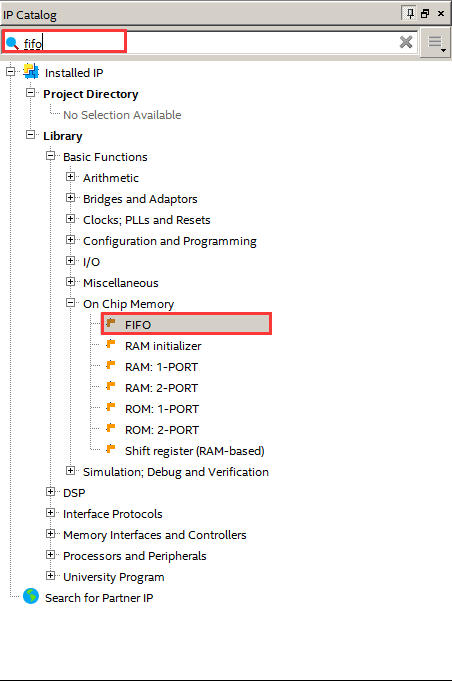 IP Catalog
fifo
Installed IP
Project Directory
No Selection Available
Library
Basic Functions
Arithmetic
Bridges and Adaptors
Clocks; PLLs and Resets
Configuration and Programming
I/O
Miscellaneous
On Chip Memory
FIFO
RAM initializer
RAM: 1-PORT
RAM: 2-PORT
ROM: 1-PORT
ROM: 2-PORT
Shift register (RAM-based)
Simulation; Debug and Verification
DSP
Interface Protocols
Memory Interfaces and Controllers
Processors and Peripherals
University Program
Search for Partner IP